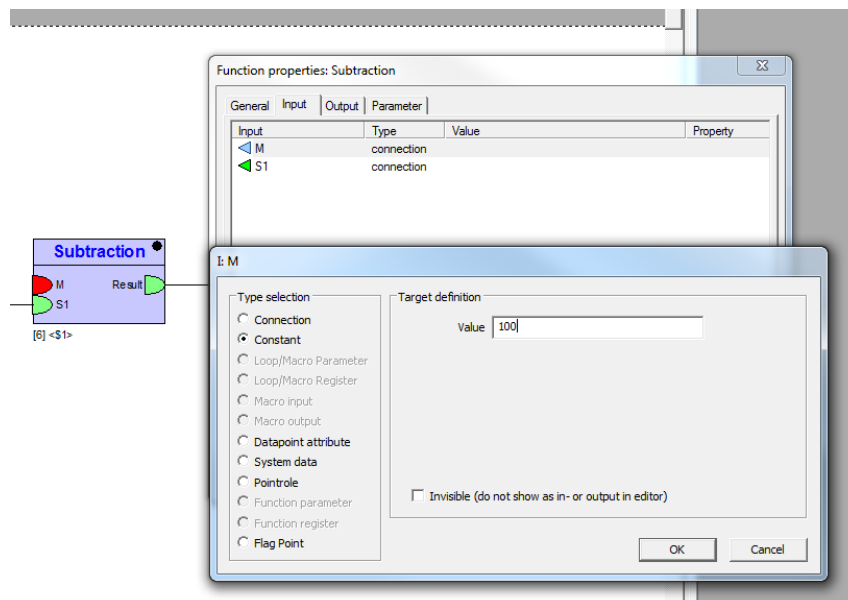 Function properties: Subtraction
General Input Output Parameter
Input Type Value Property
M connection
S1 connection
Subtraction
M Result
S1
[6] <$1>
I: M
Type selection
Connection
Constant
Loop/Macro Parameter
Loop/Macro Register
Macro input
Macro output
Datapoint attribute
System data
Pointrole
Function parameter
Function register
Flag Point
Target definition
Value 100
Invisible (do not show as in- or output in editor)
OK Cancel